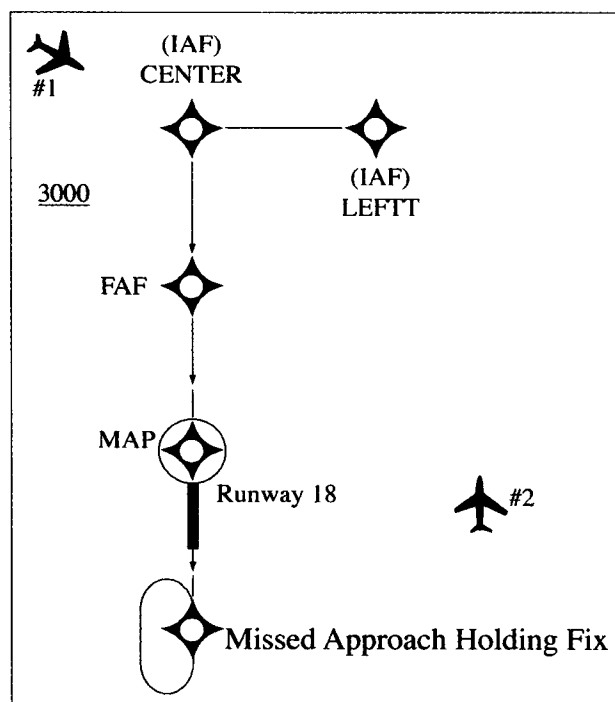 (IAF)
CENTER
#1
(IAF)
LEFTT
3000
FAF
MAP
Runway 18
#2
Missed Approach Holding Fix